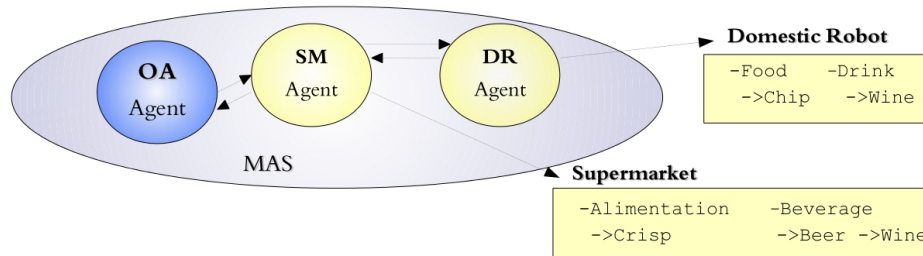 OA
Agent
SM
Agent
DR
Agent
MAS
Domestic Robot
-Food -Drink
->Chip ->Wine
Supermarket
-Alimentation -Beverage
->Crisp ->Beer ->Wine